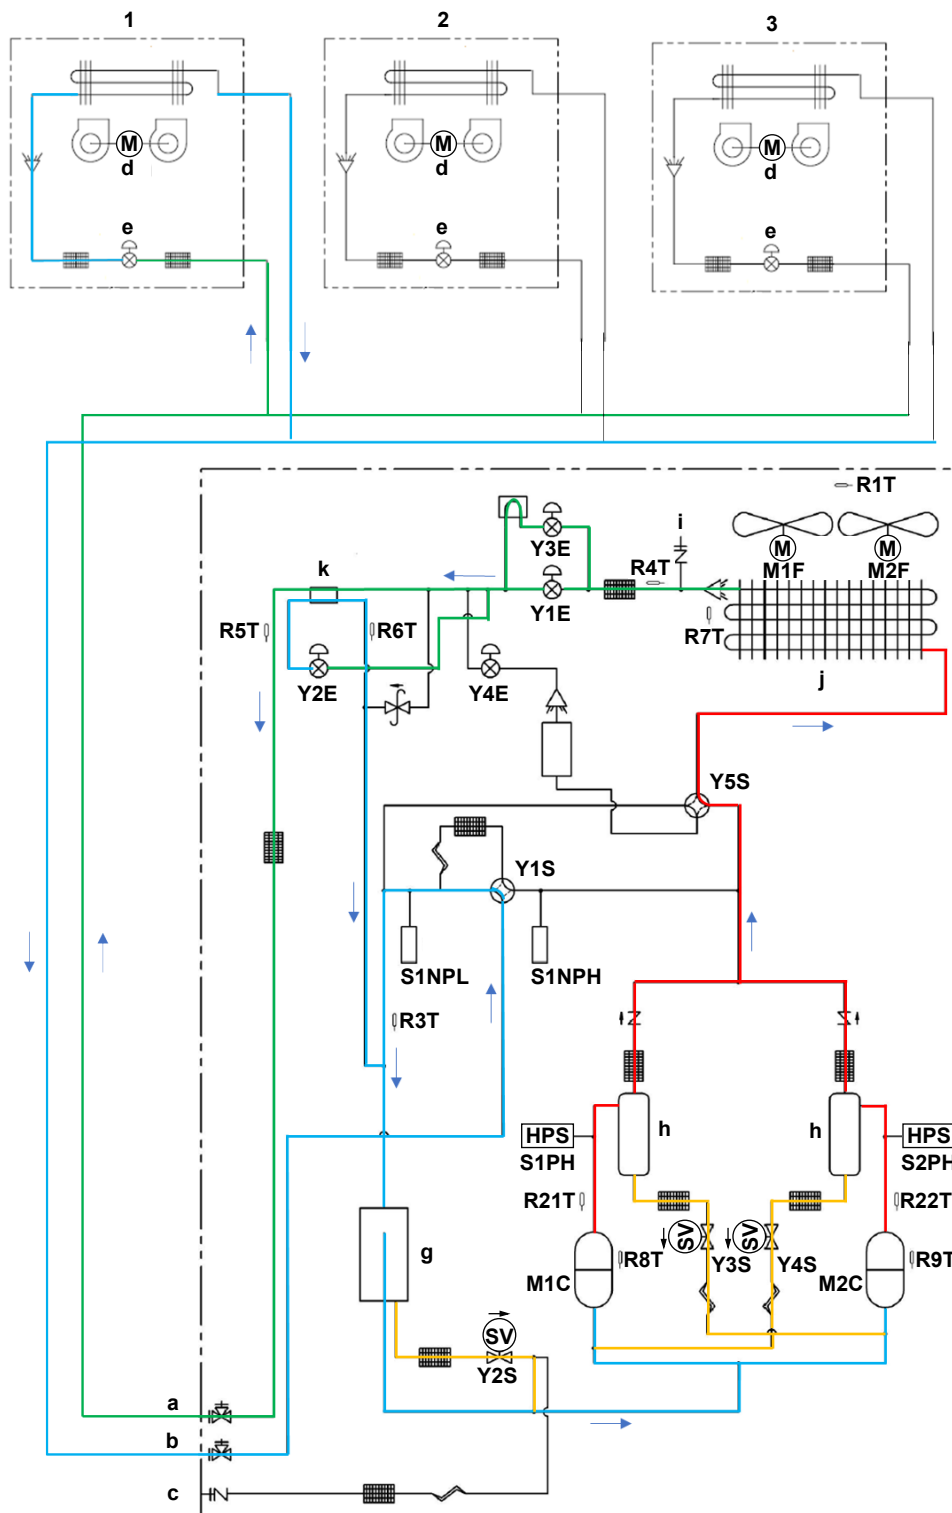 1 2 3
M M M
d d d
e e e
R1T
i
Y3E
M M
k R4T M1F M2F
Y1E
R5T R6T R7T
Y2E Y4E j
Y5S
Y1S
S1NPL S1NPH
R3T
HPS h h HPS
S1PH S2PH
R21T R22T
g SV SV
M1C R8T Y3S Y4S M2C R9T
SV
Y2S
a
b
c